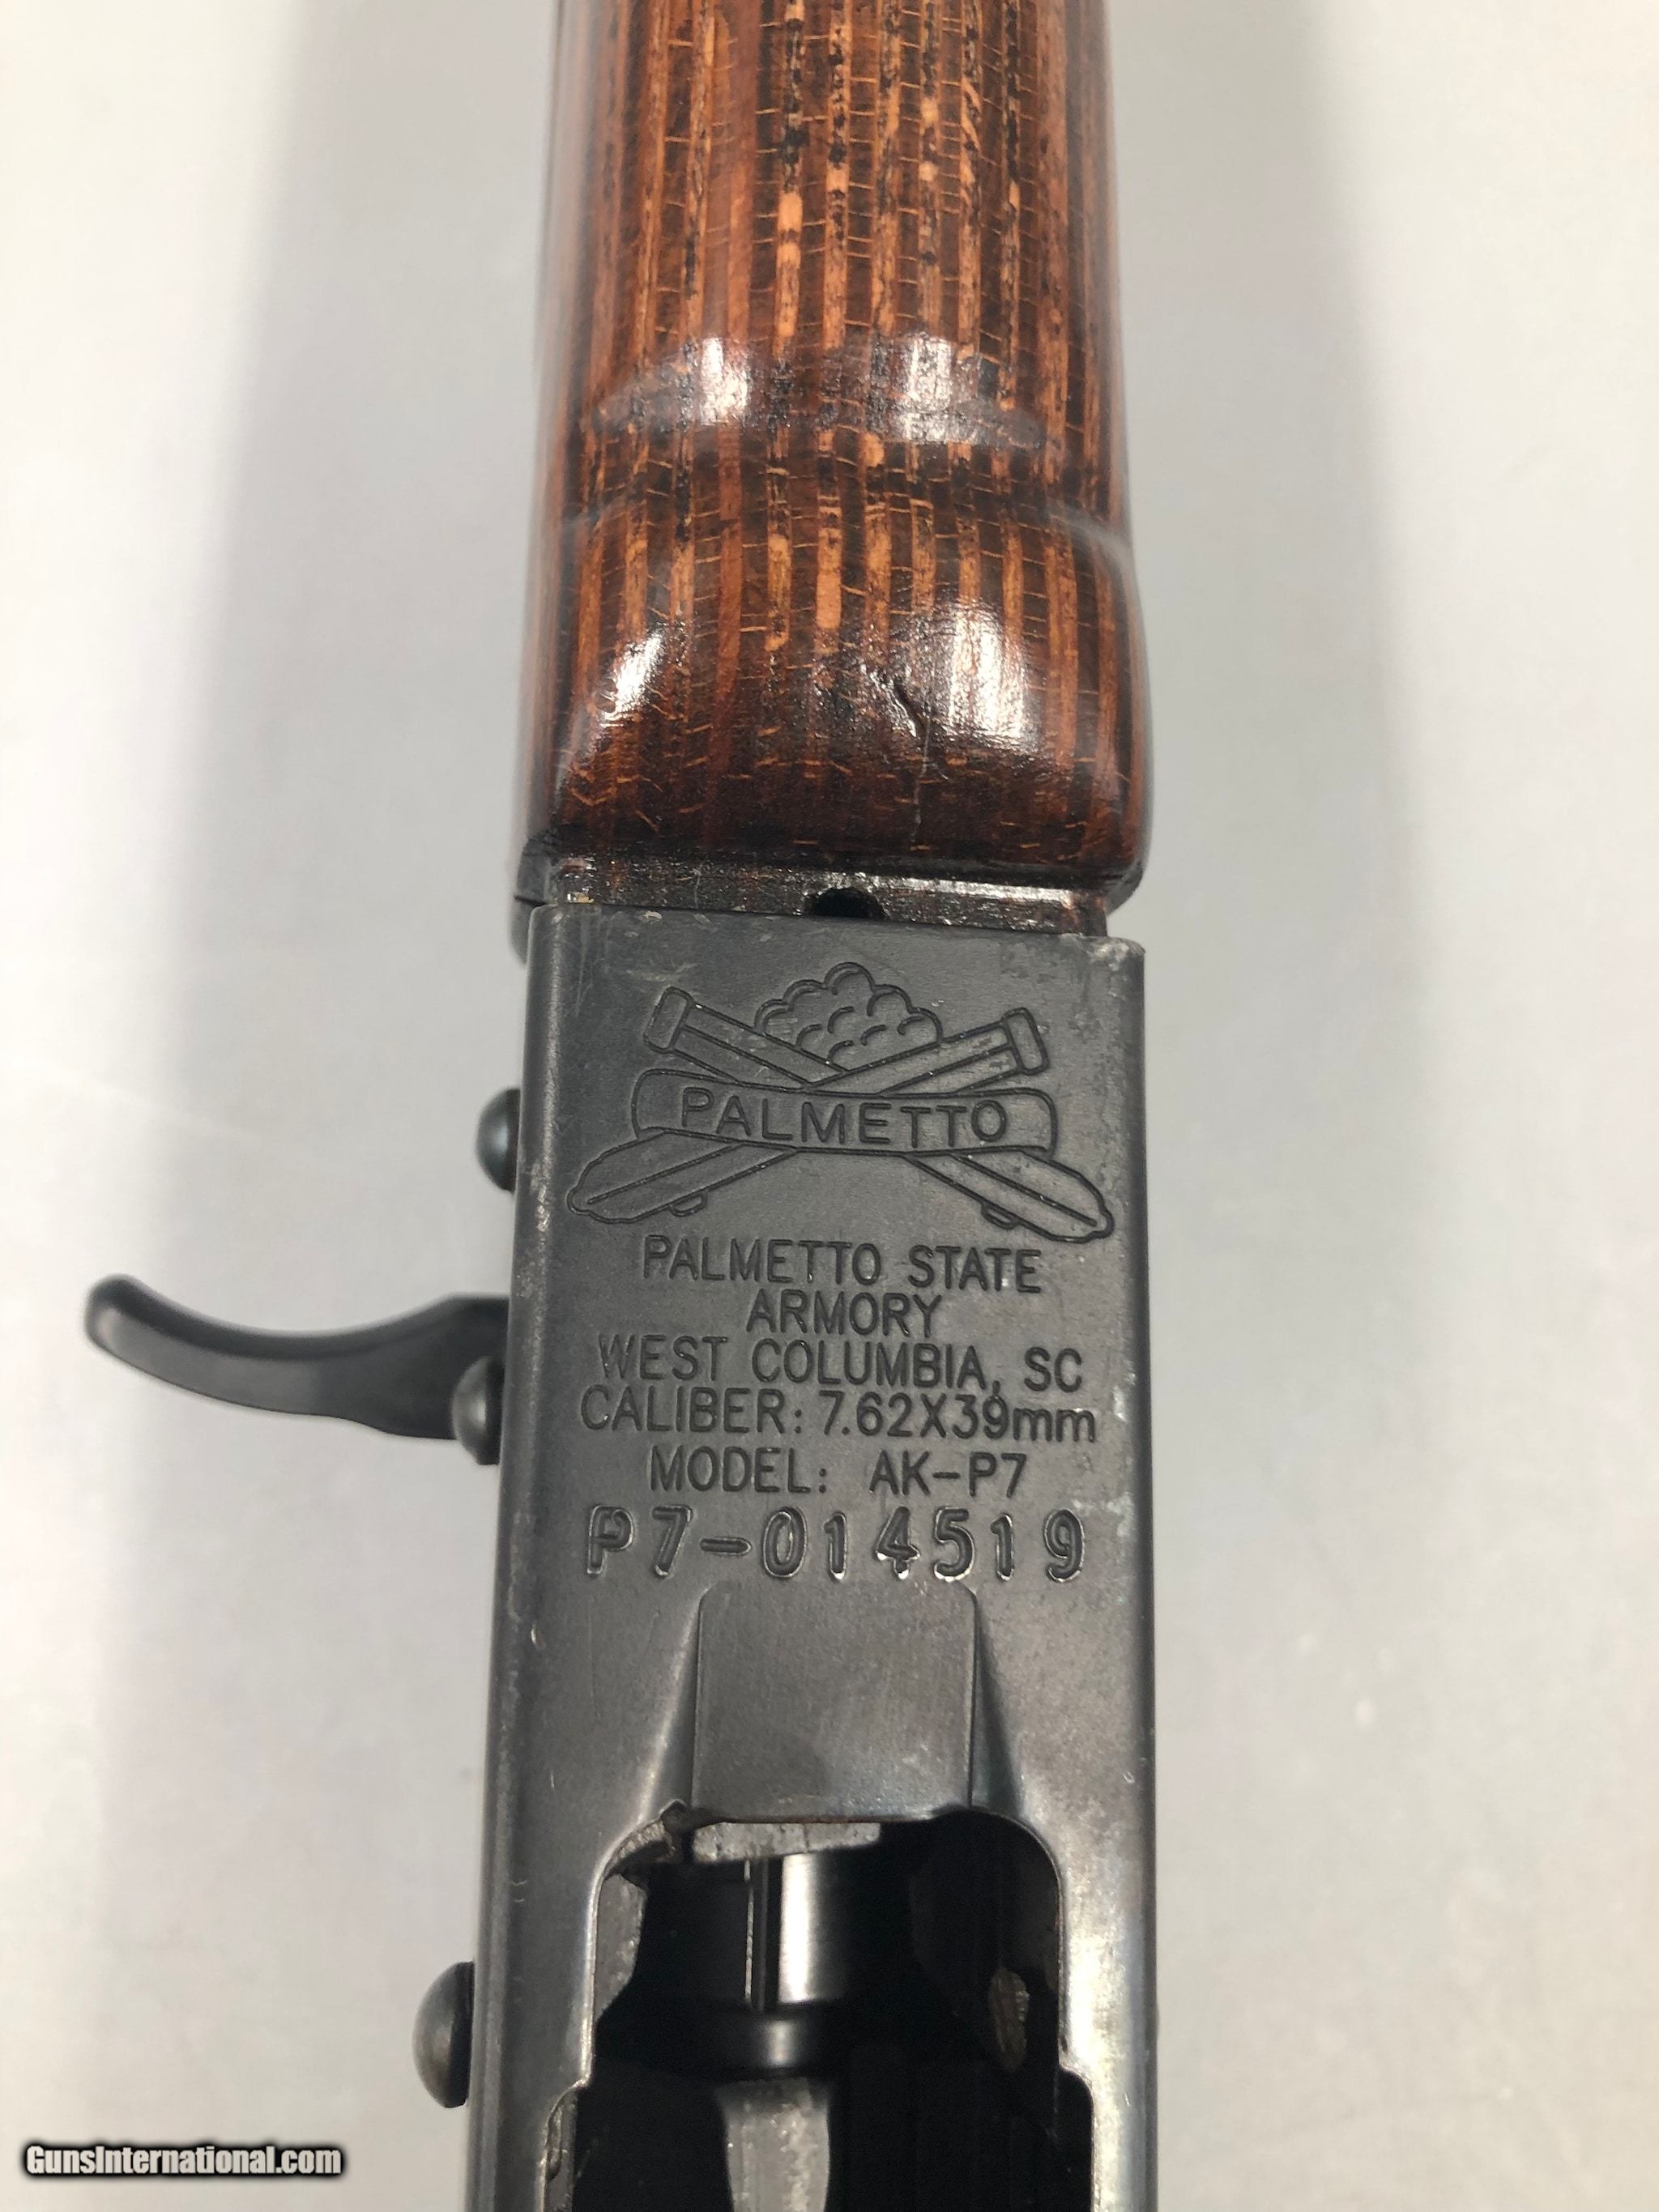 PALMETTO
PALMETTO STATE
ARMORY
WEST COLUMBIA, SC
CALIBER: 7.62X39mm
MODEL: AK-P7
P7-014519
GunsInternational.com